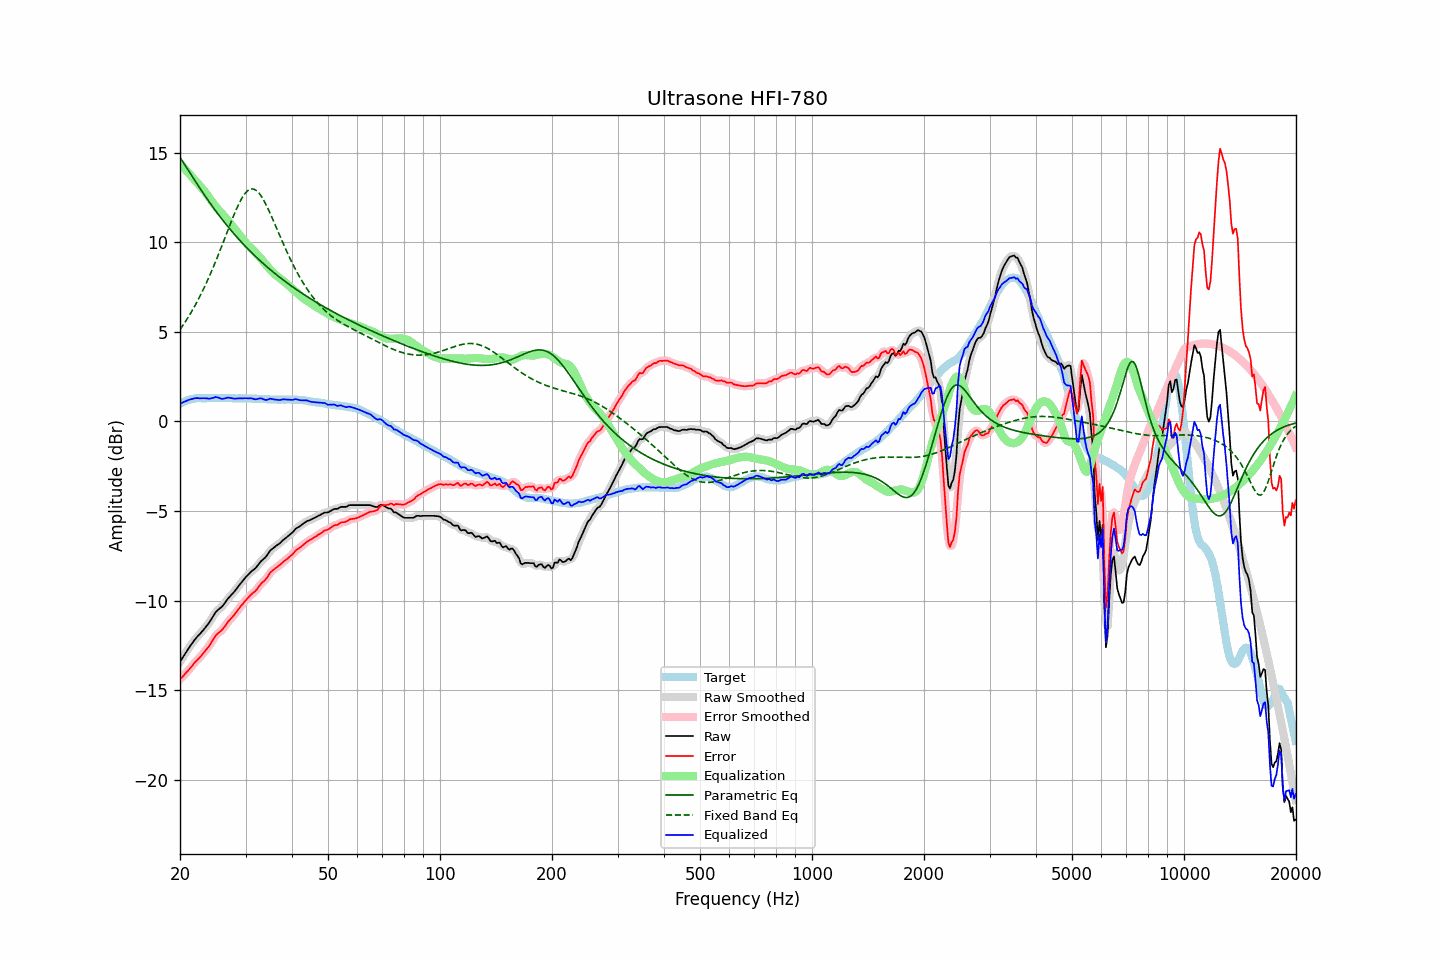 Ultrasone HFI-780
Amplitude (dBr)
15
10
5
0
−5
−10
−15
−20
Target
Raw Smoothed
Error Smoothed
Raw
Error
Equalization
Parametric Eq
Fixed Band Eq
Equalized
20 50 100 200 500 1000 2000 5000 10000 20000
Frequency (Hz)